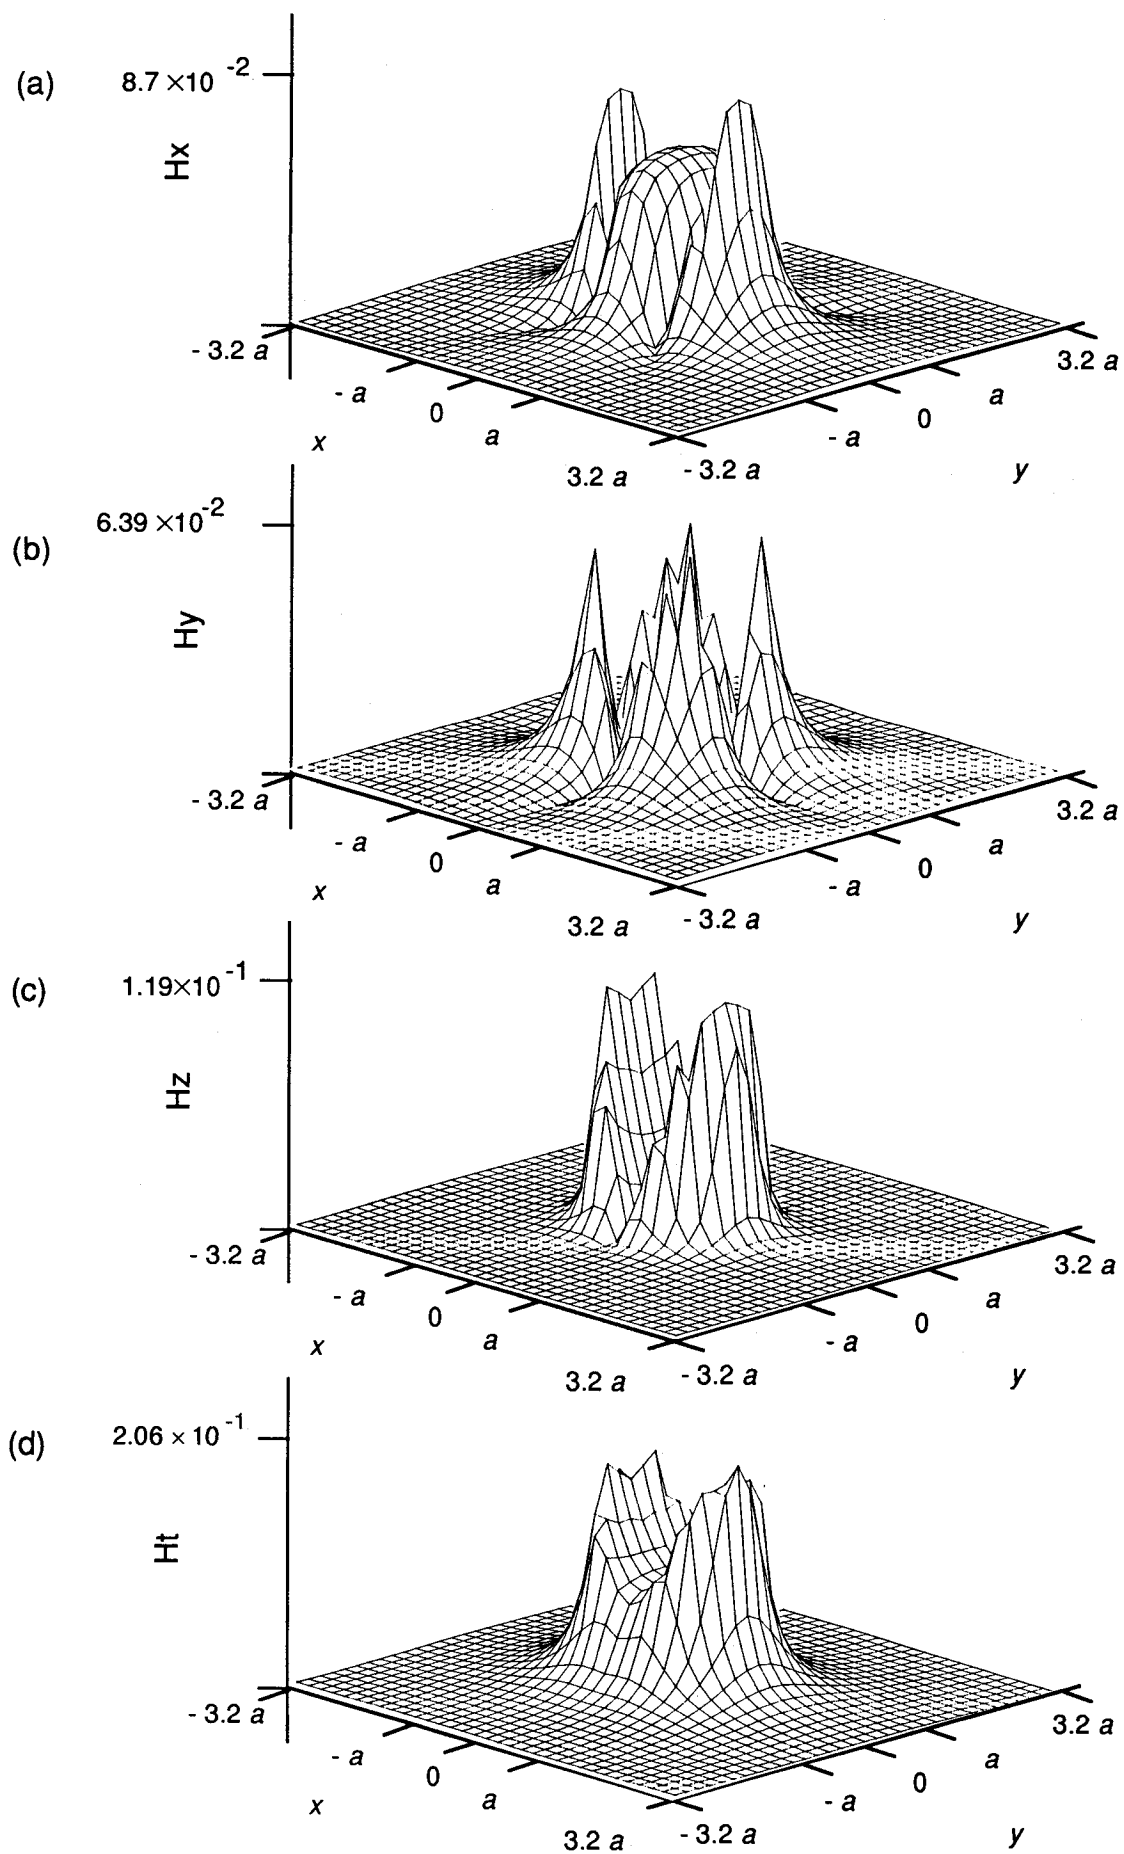 (a)
8.7 ×10 -2
Hx
- 3.2 a
- a
0
a
3.2 a
x
- 3.2 a
- a
0
a
3.2 a
y
(b)
6.39 ×10-2
Hy
- 3.2 a
- a
0
a
3.2 a
x
- 3.2 a
- a
0
a
3.2 a
y
(c)
1.19×10 -1
Hz
- 3.2 a
- a
0
a
3.2 a
x
- 3.2 a
- a
0
a
3.2 a
y
(d)
2.06 × 10 -1
Ht
- 3.2 a
- a
0
a
3.2 a
x
- 3.2 a
- a
0
a
3.2 a
y